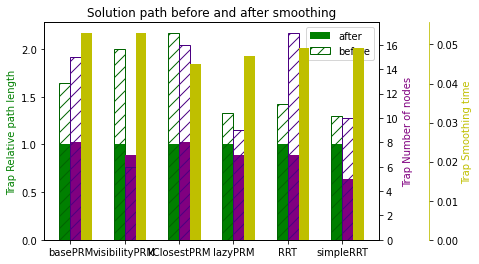 Solution path before and after smoothing
after
before
Trap Relative path length
2.0
1.5
1.0
0.5
0.0
16
14
12
10
8
6
4
2
0
Trap Number of nodes
0.05
0.04
0.03
0.02
0.01
0.00
Trap Smoothing time
basePRM
visibilityPRM
kClosestPRM
lazyPRM
RRT
simpleRRT